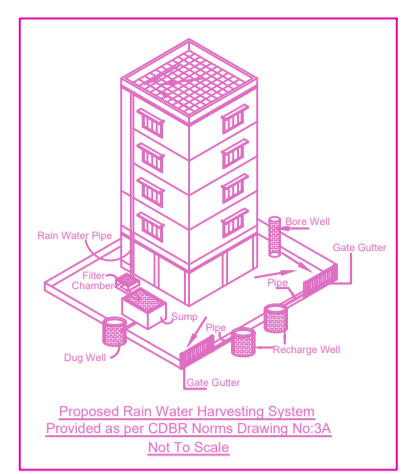 Bore Well
Rain Water Pipe
Gate Gutter
Filter
Chamber
Pipe
Sump
Pipe
Dug Well
Recharge Well
Gate Gutter
Proposed Rain Water Harvesting System
Provided as per CDBR Norms Drawing No:3A
Not To Scale